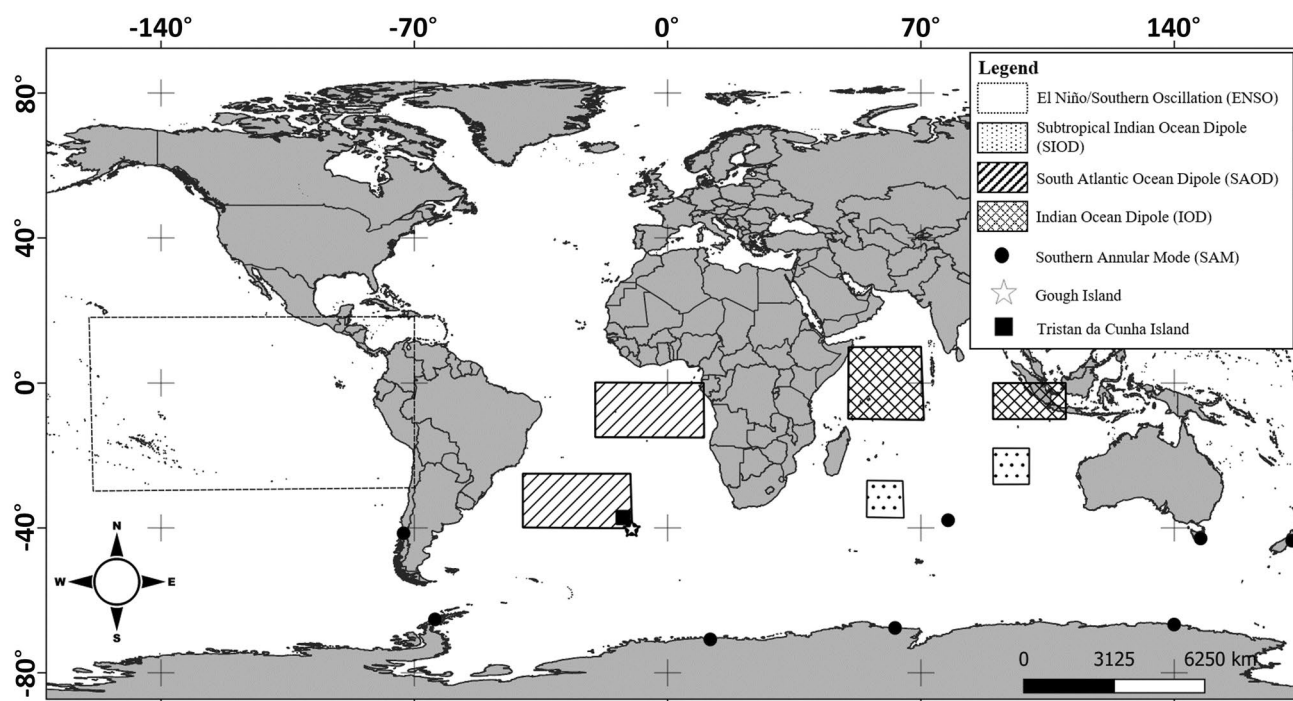 -140° -70° 0° 70° 140°
80°
40°
0°
-40°
-80°
Legend
El Niño/Southern Oscillation (ENSO)
Subtropical Indian Ocean Dipole
(SIOD)
South Atlantic Ocean Dipole (SAOD)
Indian Ocean Dipole (IOD)
Southern Annular Mode (SAM)
Gough Island
Tristan da Cunha Island
N
W E
S
0 3125 6250 km